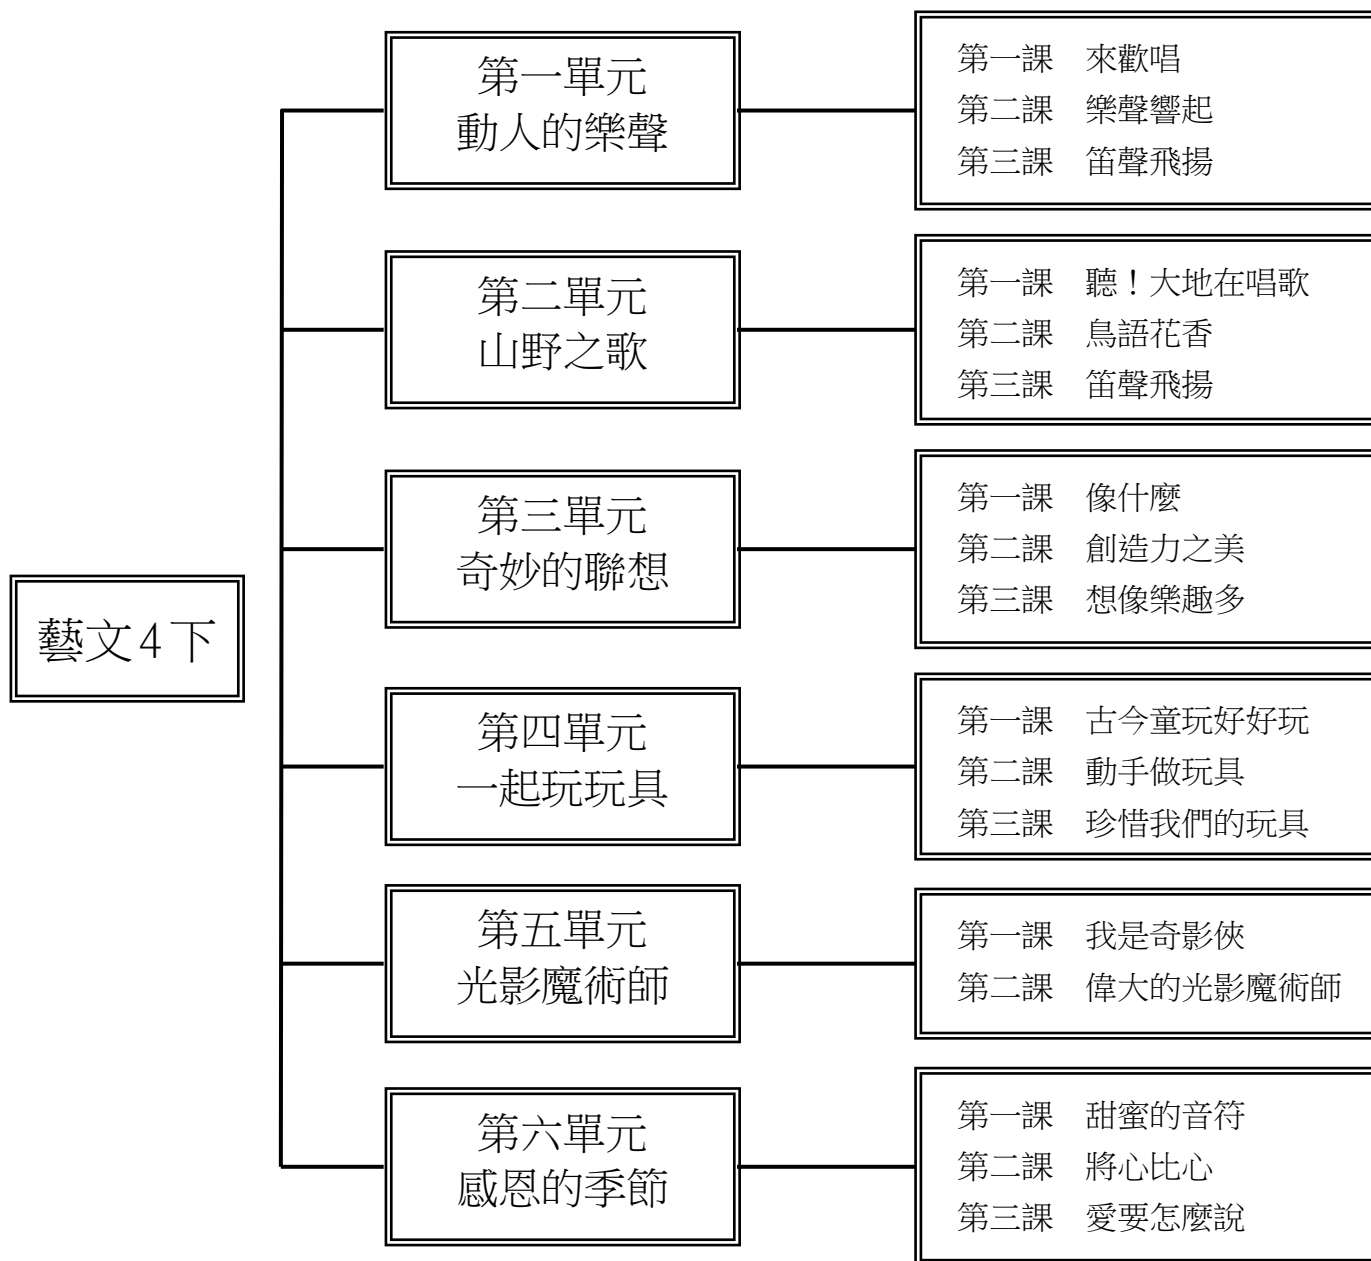 藝文4下
第一單元
動人的樂聲
第一課 來歡唱
第二課 樂聲響起
第三課 笛聲飛揚
第二單元
山野之歌
第一課 聽！大地在唱歌
第二課 鳥語花香
第三課 笛聲飛揚
第三單元
奇妙的聯想
第一課 像什麼
第二課 創造力之美
第三課 想像樂趣多
第四單元
一起玩玩具
第一課 古今童玩好好玩
第二課 動手做玩具
第三課 珍惜我們的玩具
第五單元
光影魔術師
第一課 我是奇影俠
第二課 偉大的光影魔術師
第六單元
感恩的季節
第一課 甜蜜的音符
第二課 將心比心
第三課 愛要怎麼說